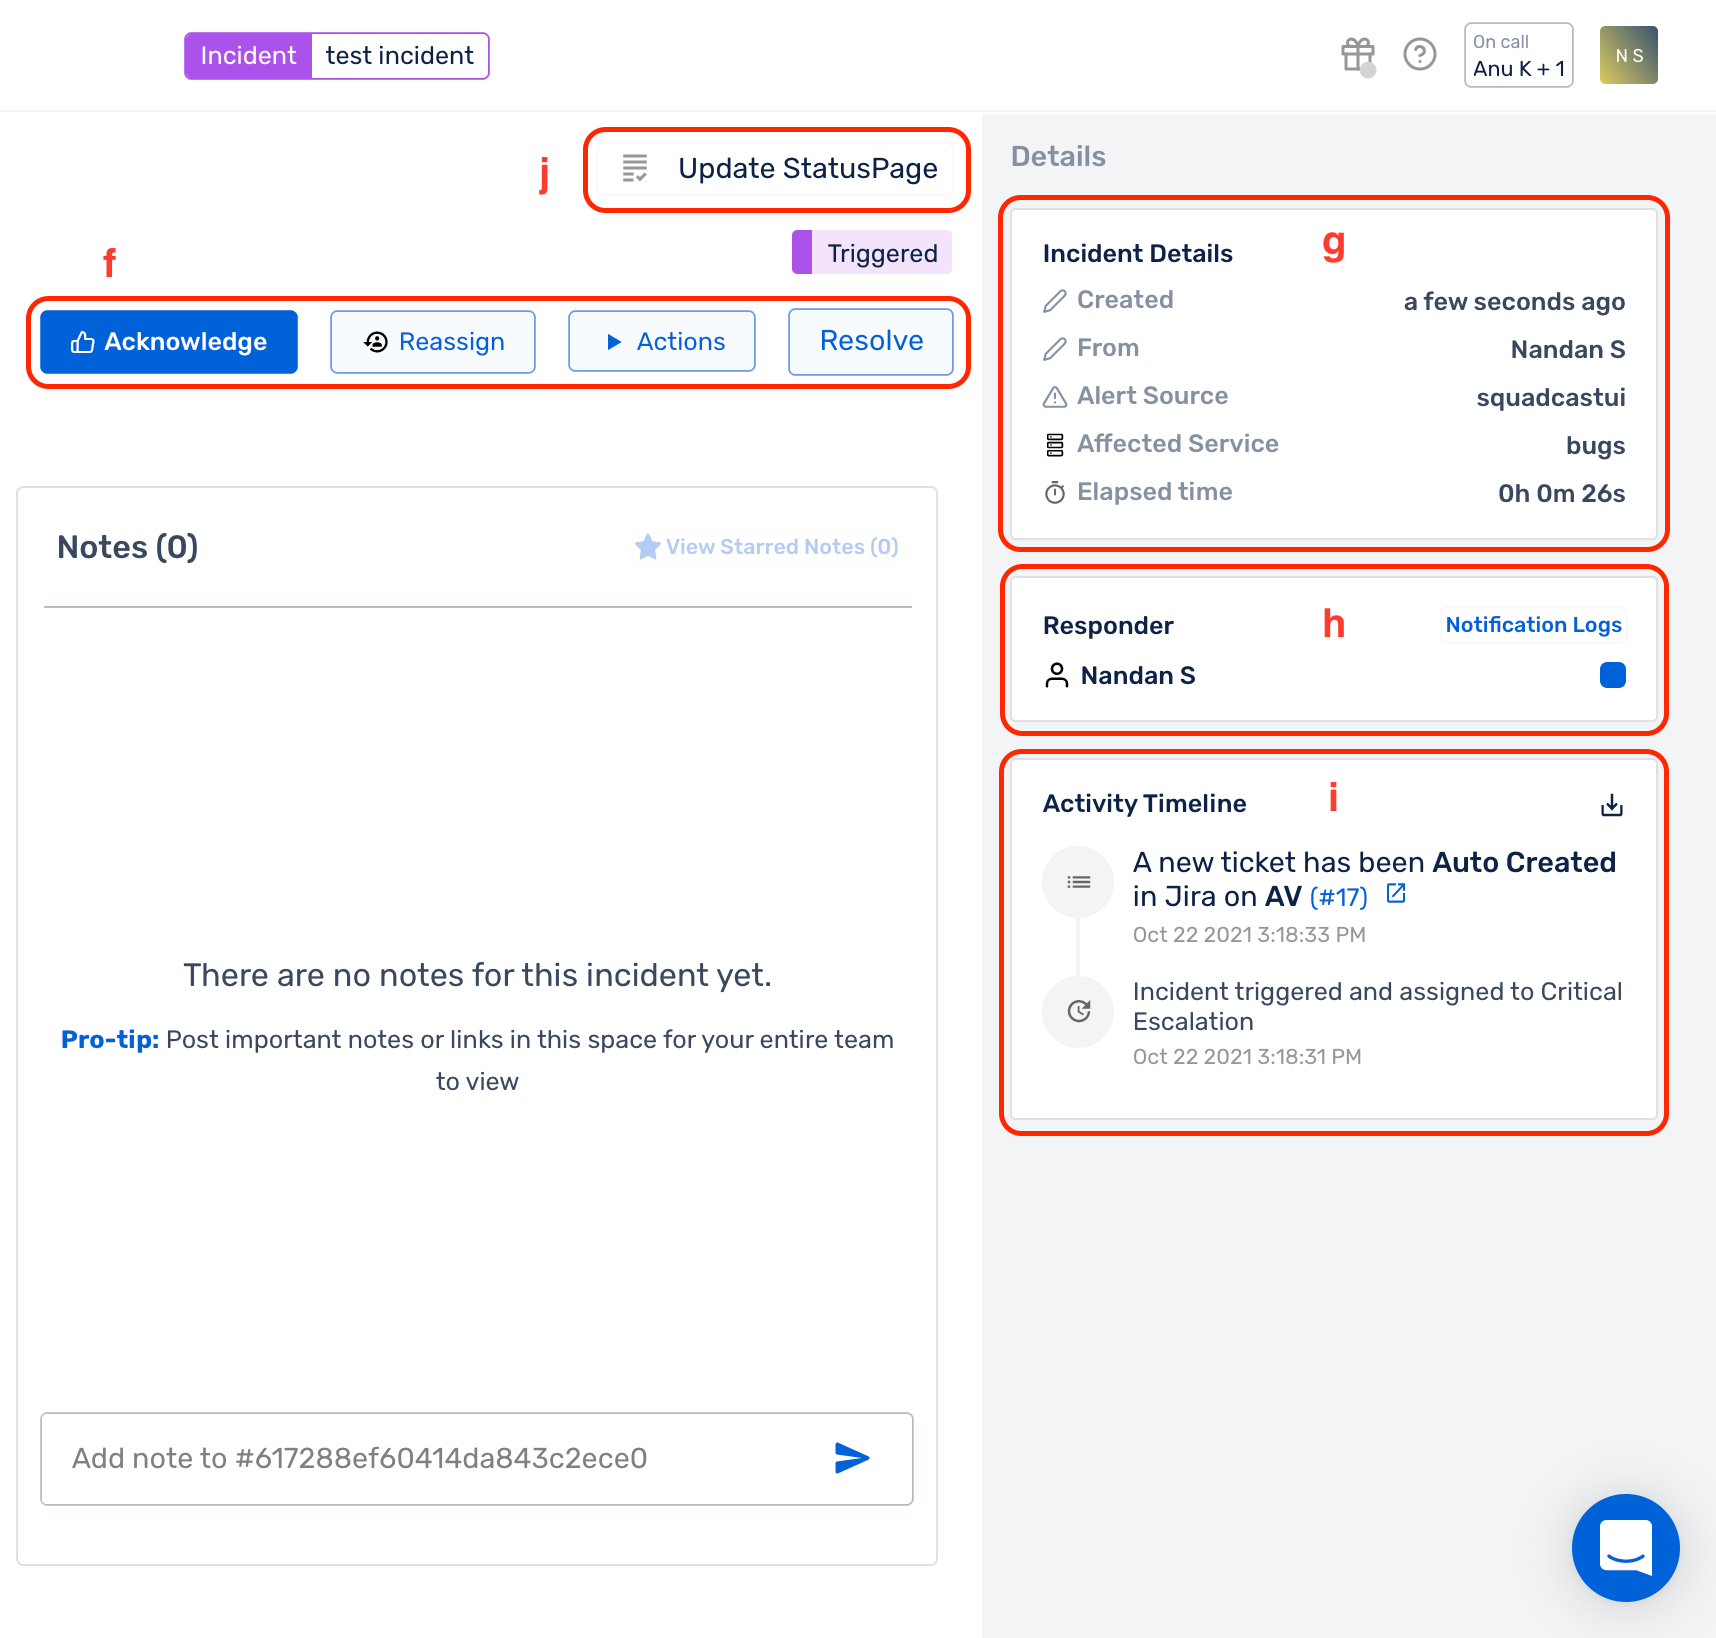 Incident test incident
On call
Anu K + 1
N S
j
Update StatusPage
Triggered
f
Acknowledge Reassign Actions Resolve
Notes (0) View Starred Notes (0)
There are no notes for this incident yet.
Pro-tip: Post important notes or links in this space for your entire team
to view
Add note to #617288ef60414da843c2ece0
Details
Incident Details g
Created a few seconds ago
From Nandan S
Alert Source squadcastui
Affected Service bugs
Elapsed time 0h 0m 26s
Responder h Notification Logs
Nandan S
Activity Timeline i
A new ticket has been Auto Created
in Jira on AV (#17)
Oct 22 2021 3:18:33 PM
Incident triggered and assigned to Critical
Escalation
Oct 22 2021 3:18:31 PM